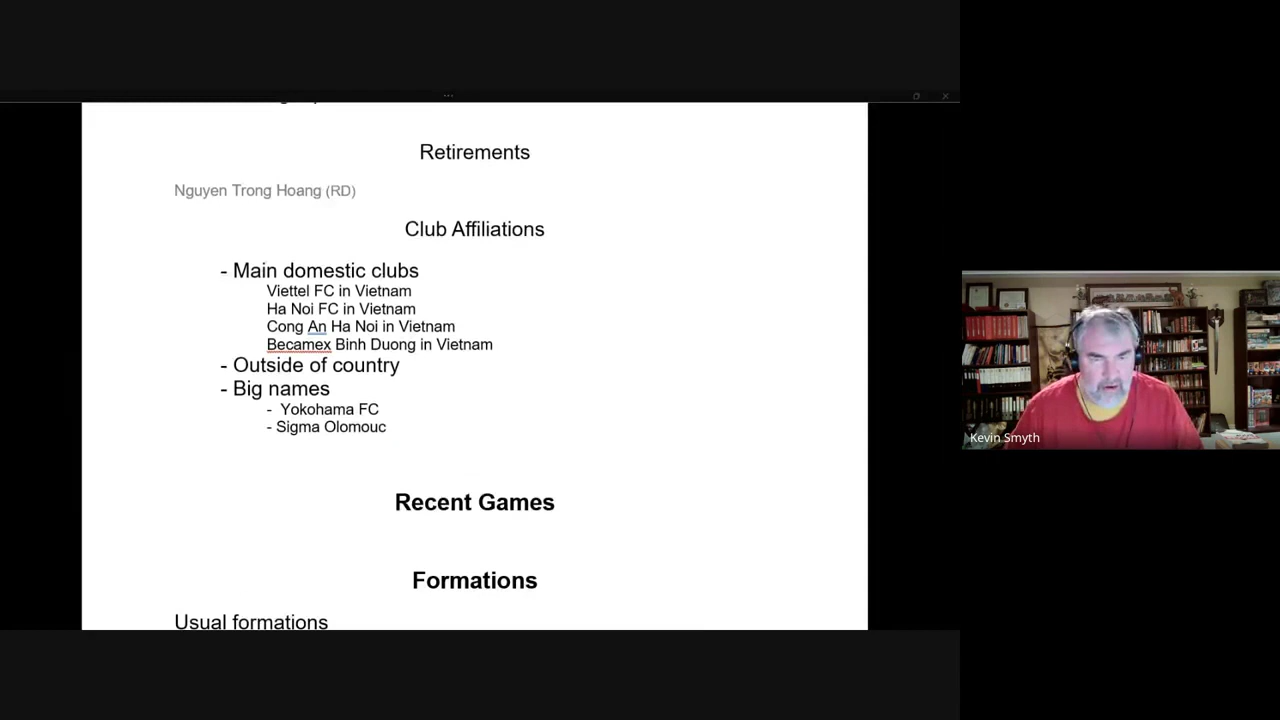 Retirements
Nguyen Trong Hoang (RD)
Club Affiliations
- Main domestic clubs
Viettel FC in Vietnam
Ha Noi FC in Vietnam
Cong An Ha Noi in Vietnam
Becamex Binh Duong in Vietnam
- Outside of country
- Big names
- Yokohama FC
- Sigma Olomouc
Recent Games
Formations
Usual formations
Kevin Smyth